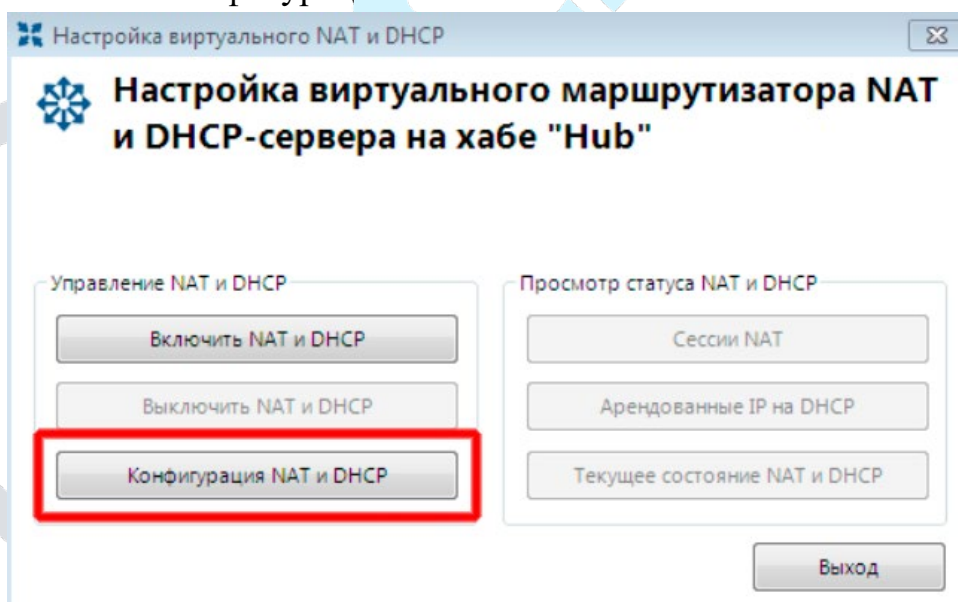 Настройка виртуального NAT и DHCP
Настройка виртуального маршрутизатора NAT
и DHCP-сервера на хабе "Hub"
Управление NAT и DHCP
Включить NAT и DHCP
Выключить NAT и DHCP
Конфигурация NAT и DHCP
Просмотр статуса NAT и DHCP
Сессии NAT
Арендованные IP на DHCP
Текущее состояние NAT и DHCP
Выход